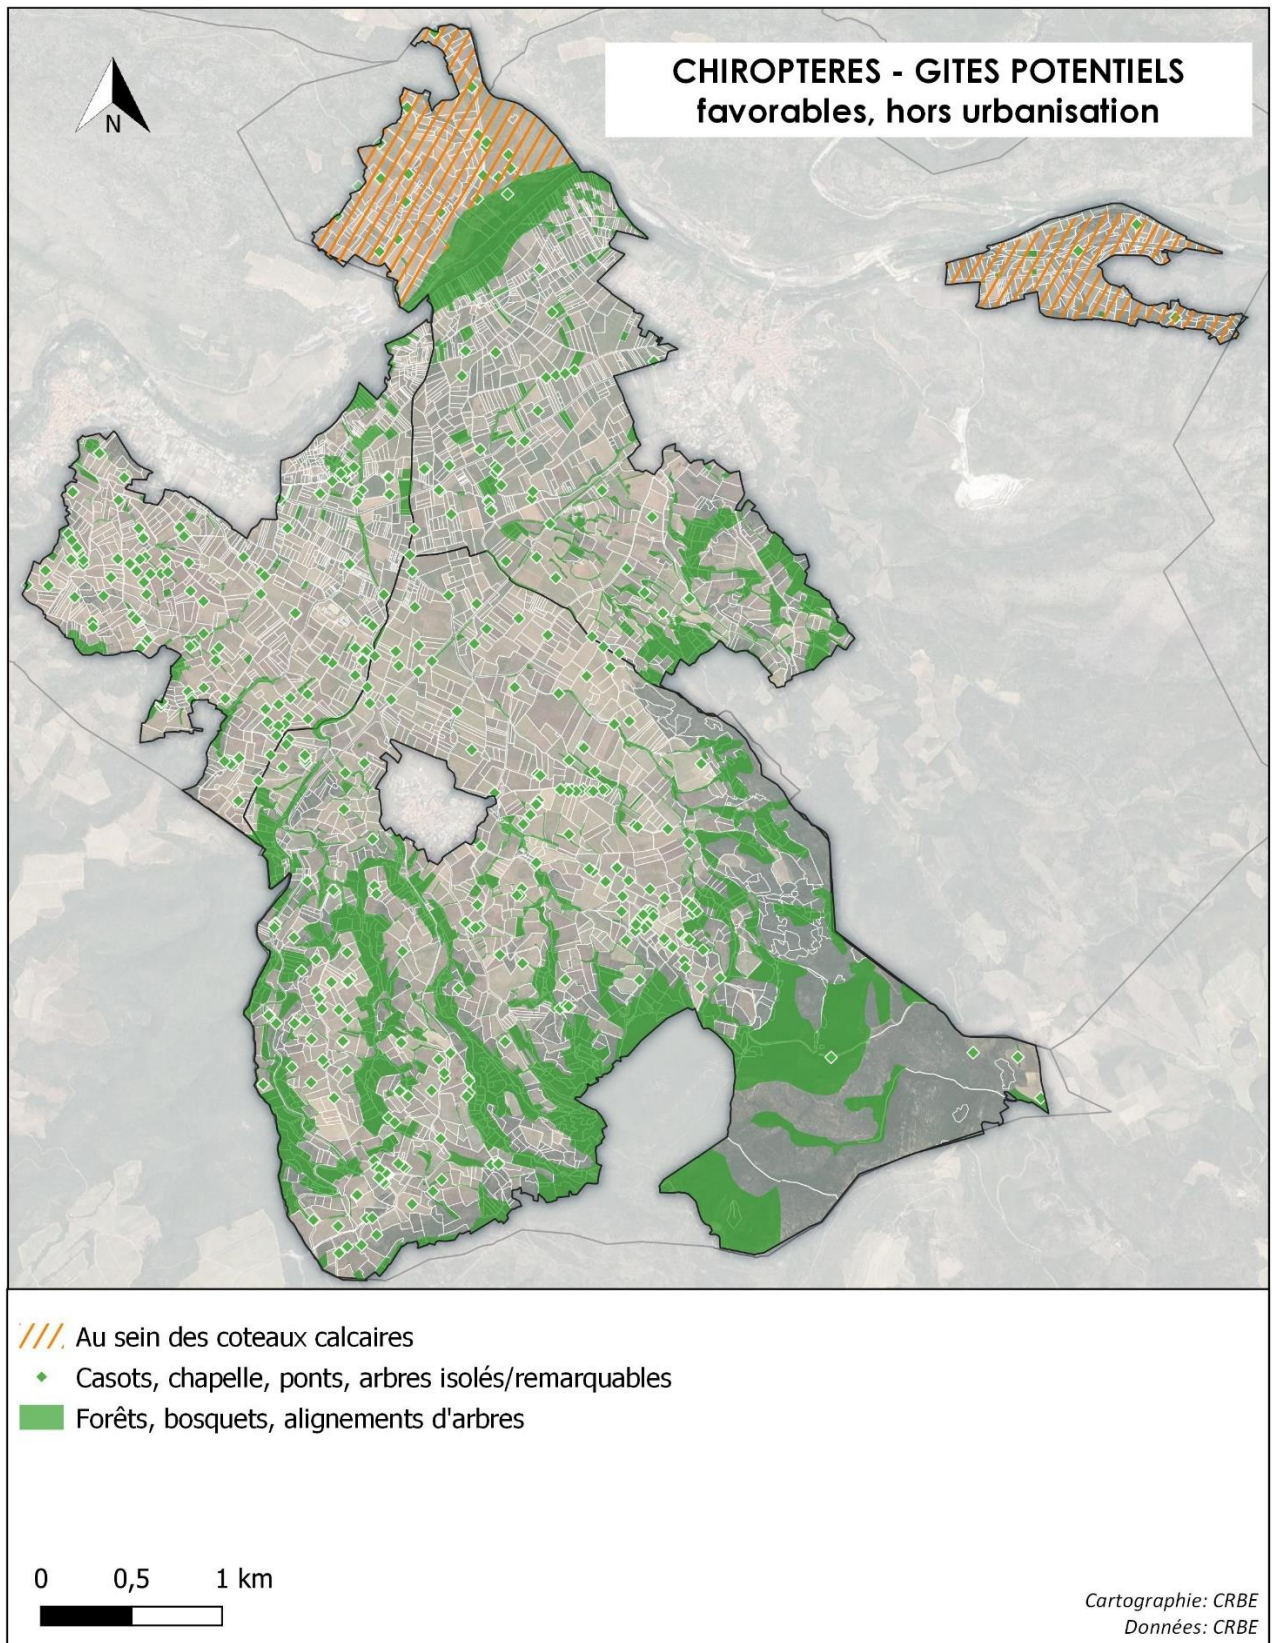 CHIROPTERES - GITES POTENTIELS
favorables, hors urbanisation
N
Au sein des coteaux calcaires
Casots, chapelle, ponts, arbres isolés/remarquables
Forêts, bosquets, alignements d'arbres
0 0,5 1 km
Cartographie: CRBE
Données: CRBE